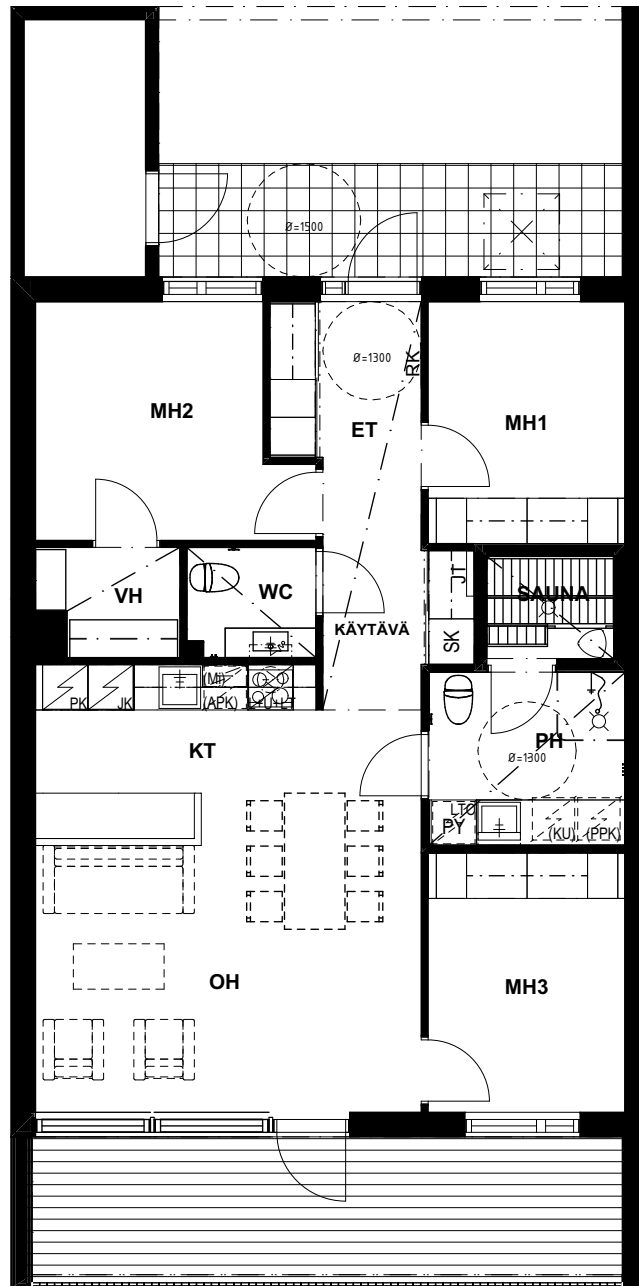 Ø=1500
Ø=1300
RK
MH2
ET
MH1
VH
WC
JT
SAUNA
KÄYTÄVÄ
SK
PK
JK
(MI)
(APK)
L+U+LT
KT
PH
Ø=1300
LTO
PY
(KU)
(PPK)
OH
MH3